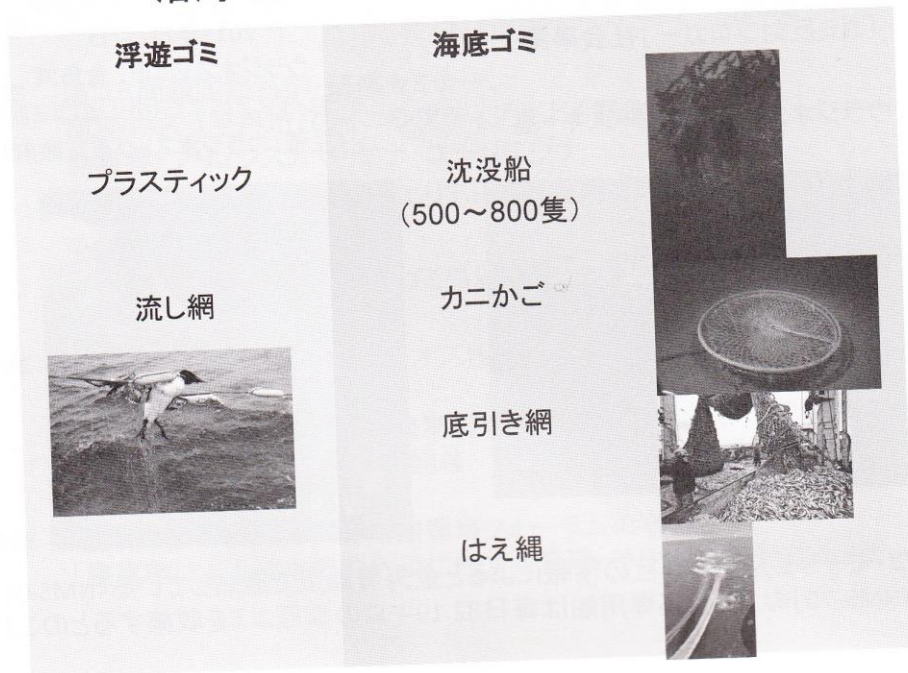 浮遊ゴミ
プラスティック
流し網
海底ゴミ
沈没船
(500～800隻)
カニかご
底引き網
はえ縄